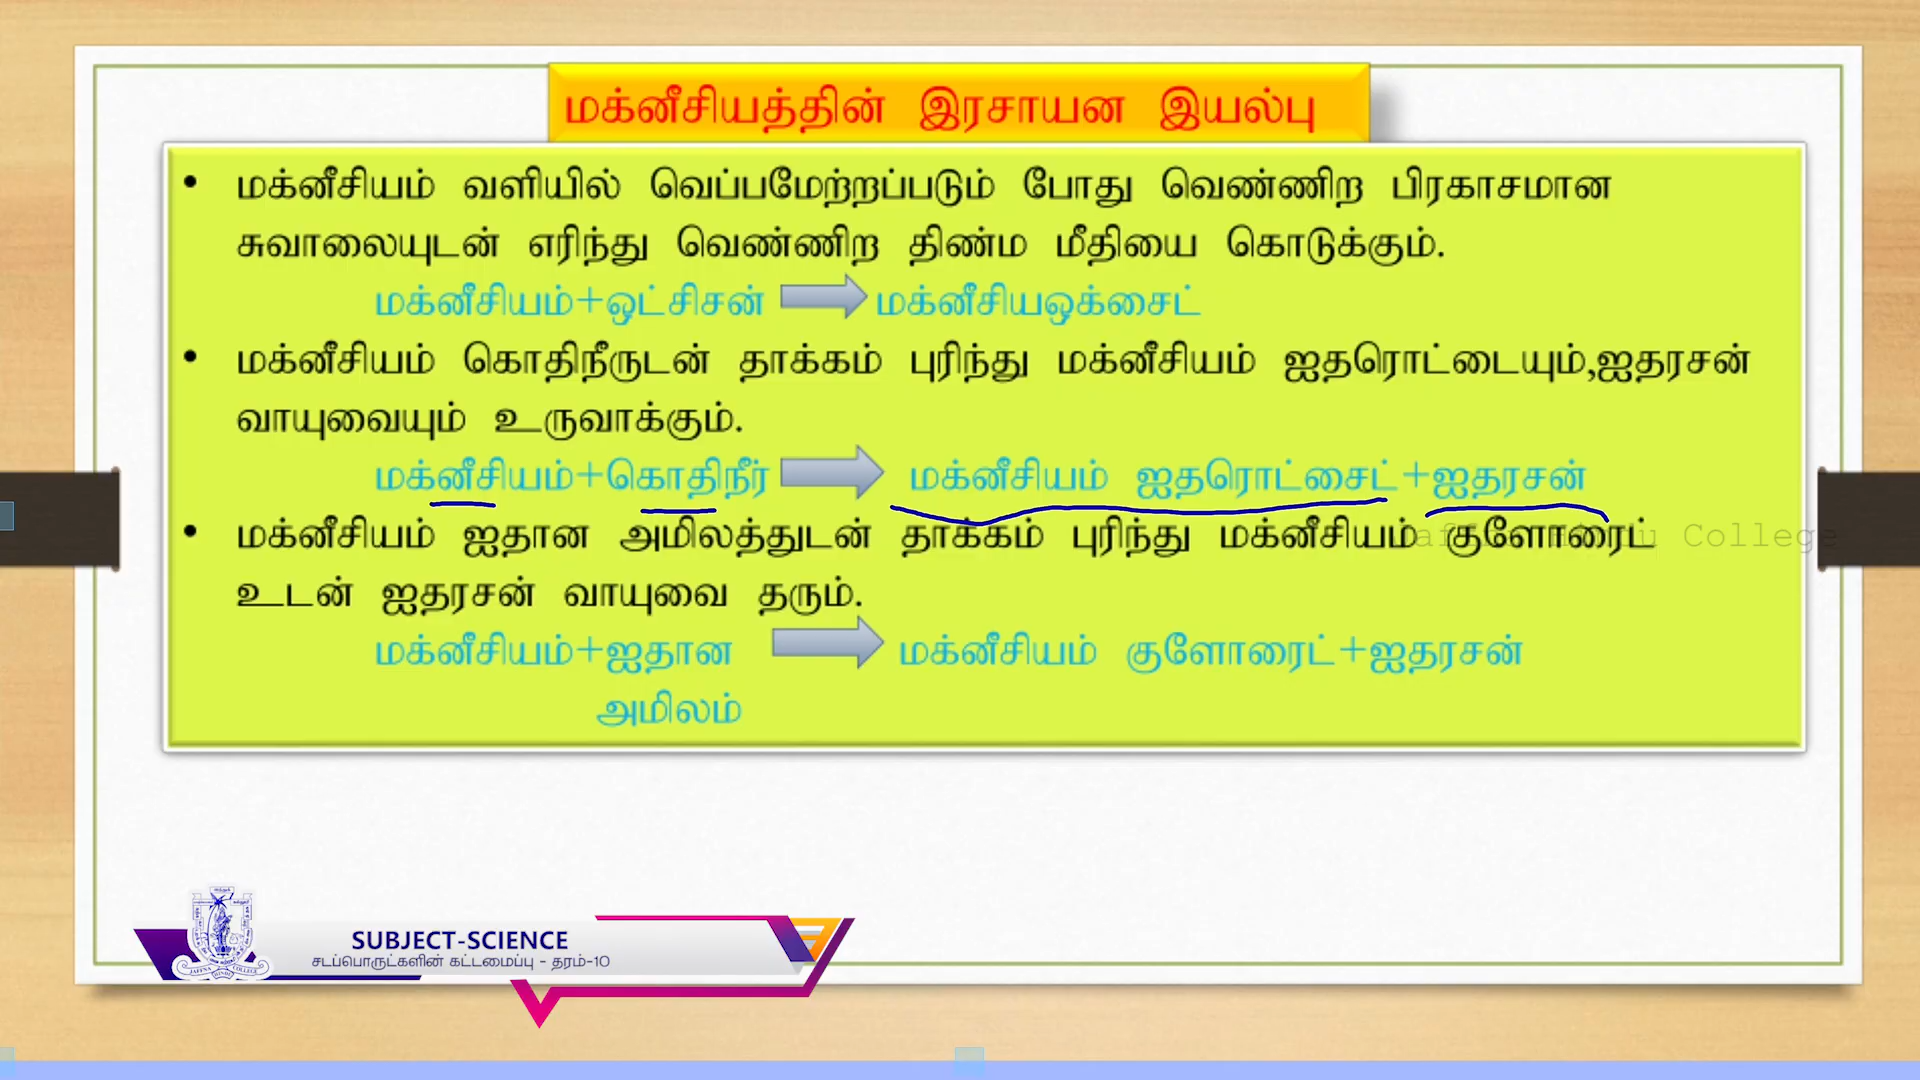 மக்னீசியத்தின் இரசாயன இயல்பு
• மக்னீசியம் வளியில் வெப்பமேற்றப்படும் போது வெண்ணிற பிரகாசமான
சுவாலையுடன் எரிந்து வெண்ணிற திண்ம மீதியை கொடுக்கும்.
மக்னீசியம்+ஒட்சிசன் மக்னீசியஒக்சைட்
• மக்னீசியம் கொதிநீருடன் தாக்கம் புரிந்து மக்னீசியம் ஐதரொட்டையும்,ஐதரசன்
வாயுவையும் உருவாக்கும்.
மக்னீசியம்+கொதிநீர் மக்னீசியம் ஐதரொட்சைட்+ஐதரசன்
• மக்னீசியம் ஐதான அமிலத்துடன் தாக்கம் புரிந்து மக்னீசியம் குளோரைட்
உடன் ஐதரசன் வாயுவை தரும்.
மக்னீசியம்+ஐதான மக்னீசியம் குளோரைட்+ஐதரசன்
அமிலம்
College
SUBJECT-SCIENCE
சடப்பொருட்களின் கட்டமைப்பு - தரம்-10
JAFFNA HINDU COLLEGE